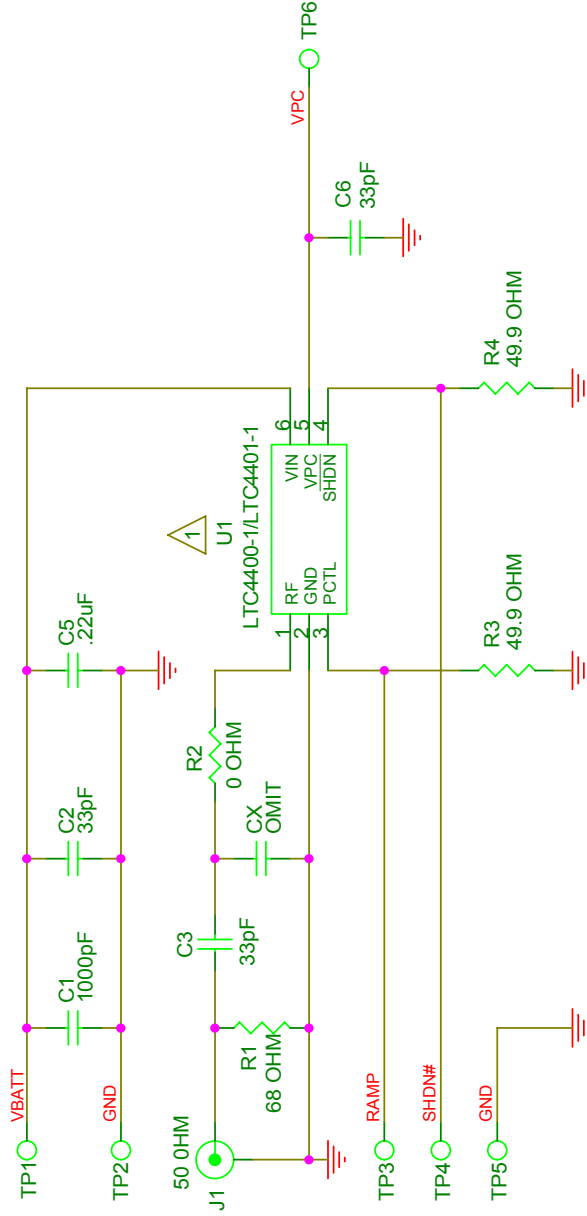 TP1
VBATT
C1
1000pF
C2
33pF
C5
.22uF
TP2
GND
1
U1
LTC4400-1/LTC4401-1
50 0HM
J1
R1
68 OHM
C3
33pF
CX
OMIT
R2
0 OHM
1
2
3
RF
GND
PCTL
VIN
VPC
SHDN
6
5
4
VPC
TP6
C6
33pF
TP3
RAMP
R3
49.9 OHM
TP4
SHDN#
R4
49.9 OHM
TP5
GND